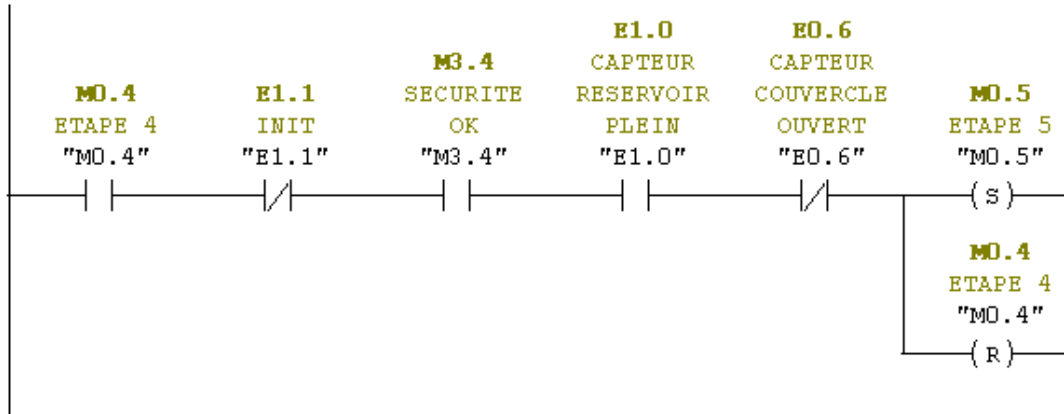 M0.4
ETAPE 4
"M0.4"
E1.1
INIT
"E1.1"
M3.4
SECURITE
OK
"M3.4"
E1.0
CAPTEUR
RESERVOIR
PLEIN
"E1.0"
E0.6
CAPTEUR
COUVERCLE
OUVERT
"E0.6"
M0.5
ETAPE 5
"M0.5"
S
M0.4
ETAPE 4
"M0.4"
R